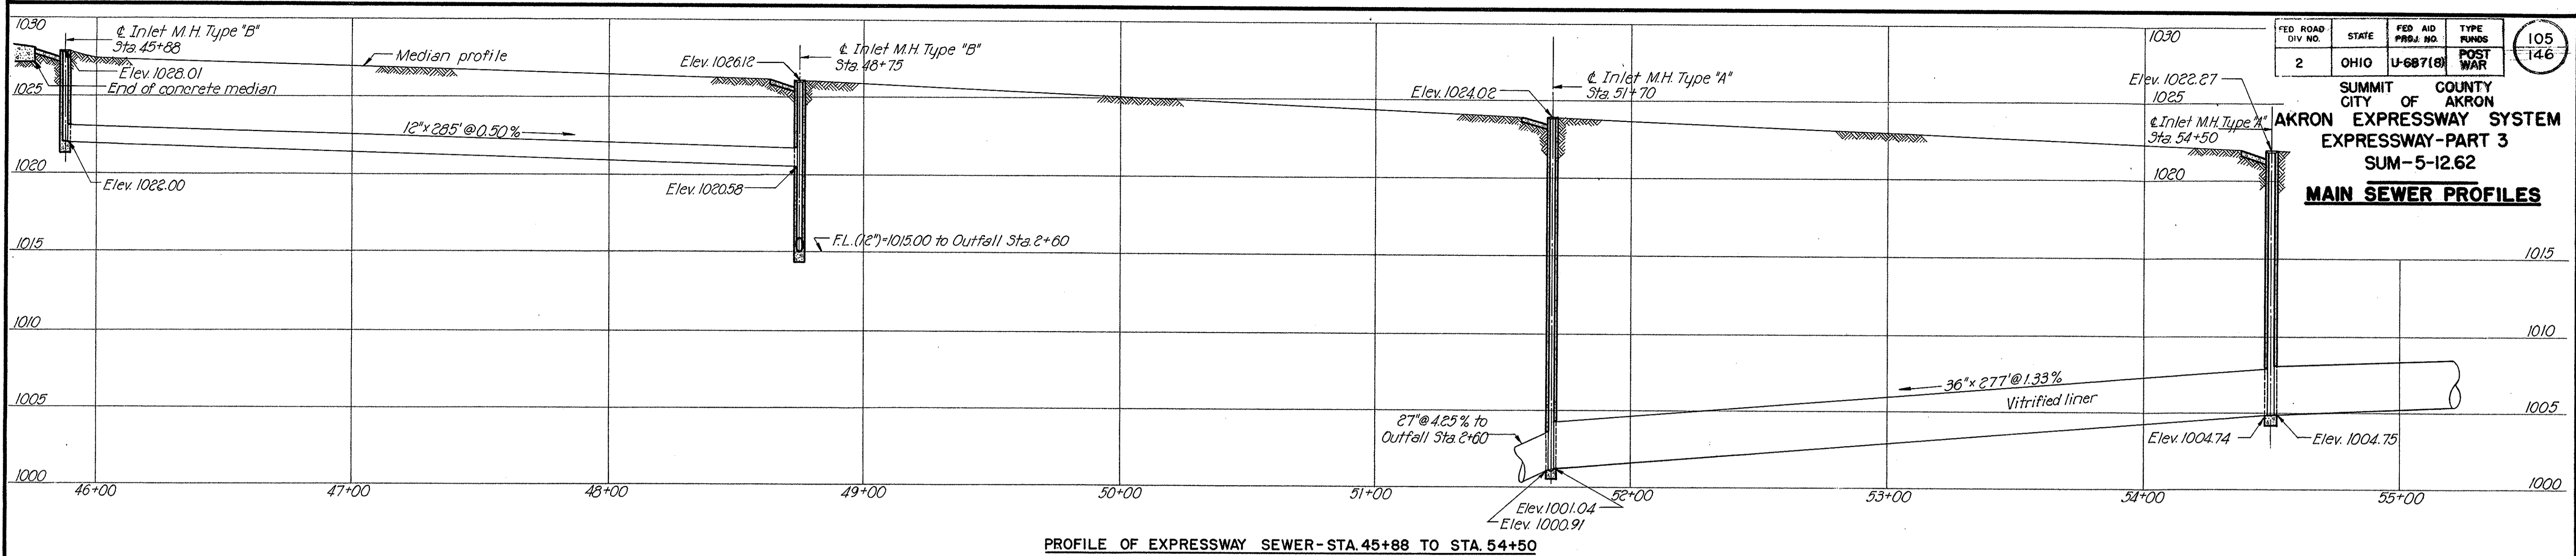 1030
℄ Inlet M.H. Type "B"
Sta. 45+88
Elev. 1028.01
End of concrete median
1025
Median profile
12" x 285' @ 0.50%
1020
Elev. 1022.00
Elev. 1026.12
℄ Inlet M.H. Type "B"
Sta. 48+75
Elev. 1020.58
F.L.(12")=1015.00 to Outfall Sta. 2+60
1015
1010
1005
1000
Elev. 1024.02
℄ Inlet M.H. Type "A"
Sta. 51+70
27" @ 4.25% to
Outfall Sta. 2+60
Elev. 1001.04
Elev. 1000.91
36" x 277' @ 1.33%
Vitrified liner
1030
Elev. 1022.27
1025
℄ Inlet M.H. Type "A"
Sta. 54+50
1020
1015
1010
1005
Elev. 1004.74
Elev. 1004.75
1000
46+00 47+00 48+00 49+00 50+00 51+00 52+00 53+00 54+00 55+00
FED ROAD DIV NO. STATE FED AID PROJ. NO. TYPE FUNDS
2 OHIO U-687(8) POST WAR
105
146
SUMMIT COUNTY
CITY OF AKRON
AKRON EXPRESSWAY SYSTEM
EXPRESSWAY-PART 3
SUM-5-12.62
MAIN SEWER PROFILES
PROFILE OF EXPRESSWAY SEWER-STA. 45+88 TO STA. 54+50